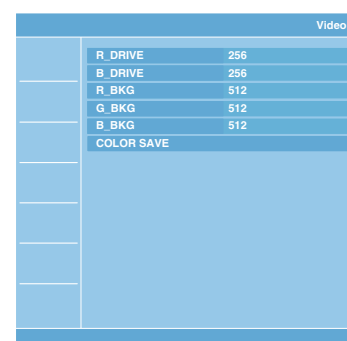 Video
R_DRIVE 256
B_DRIVE 256
R_BKG 512
G_BKG 512
B_BKG 512
COLOR SAVE